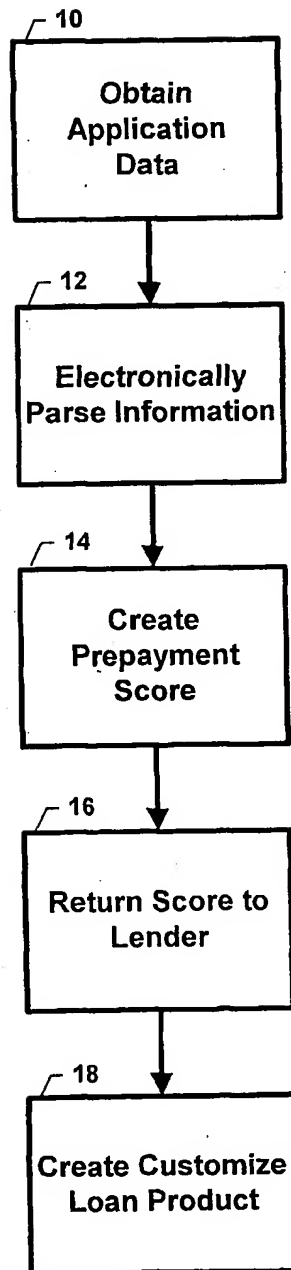 10
Obtain
Application
Data
12
Electronically
Parse Information
14
Create
Prepayment
Score
16
Return Score to
Lender
18
Create Customize
Loan Product